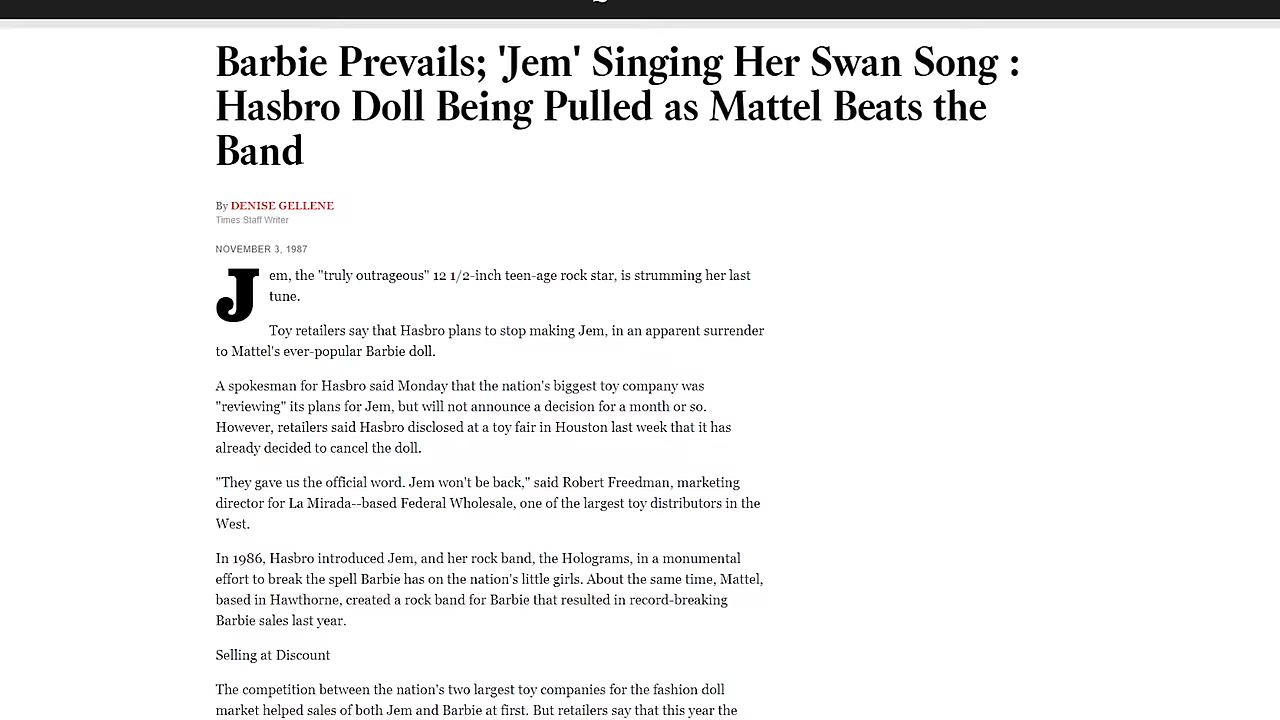 Barbie Prevails; 'Jem' Singing Her Swan Song :
Hasbro Doll Being Pulled as Mattel Beats the
Band
By DENISE GELLENE
Times Staff Writer
NOVEMBER 3, 1987
Jem, the "truly outrageous" 12 1/2-inch teen-age rock star, is strumming her last
tune.
Toy retailers say that Hasbro plans to stop making Jem, in an apparent surrender
to Mattel's ever-popular Barbie doll.
A spokesman for Hasbro said Monday that the nation's biggest toy company was
"reviewing" its plans for Jem, but will not announce a decision for a month or so.
However, retailers said Hasbro disclosed at a toy fair in Houston last week that it has
already decided to cancel the doll.
"They gave us the official word. Jem won't be back," said Robert Freedman, marketing
director for La Mirada--based Federal Wholesale, one of the largest toy distributors in the
West.
In 1986, Hasbro introduced Jem, and her rock band, the Holograms, in a monumental
effort to break the spell Barbie has on the nation's little girls. About the same time, Mattel,
based in Hawthorne, created a rock band for Barbie that resulted in record-breaking
Barbie sales last year.
Selling at Discount
The competition between the nation's two largest toy companies for the fashion doll
market helped sales of both Jem and Barbie at first. But retailers say that this year the